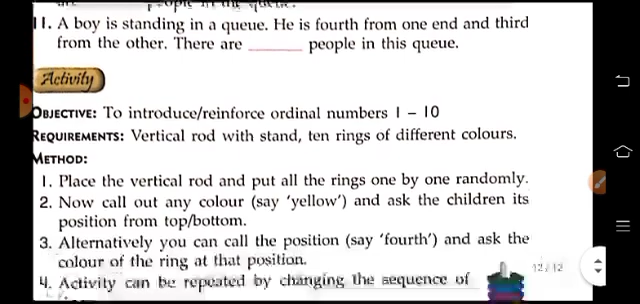 people in the queue.
11. A boy is standing in a queue. He is fourth from one end and third
from the other. There are ______ people in this queue.
Activity
OBJECTIVE: To introduce/reinforce ordinal numbers 1 – 10
REQUIREMENTS: Vertical rod with stand, ten rings of different colours.
METHOD:
1. Place the vertical rod and put all the rings one by one randomly.
2. Now call out any colour (say ‘yellow’) and ask the children its
position from top/bottom.
3. Alternatively you can call the position (say ‘fourth’) and ask the
colour of the ring at that position.
4. Activity can be repeated by changing the sequence of
12/12